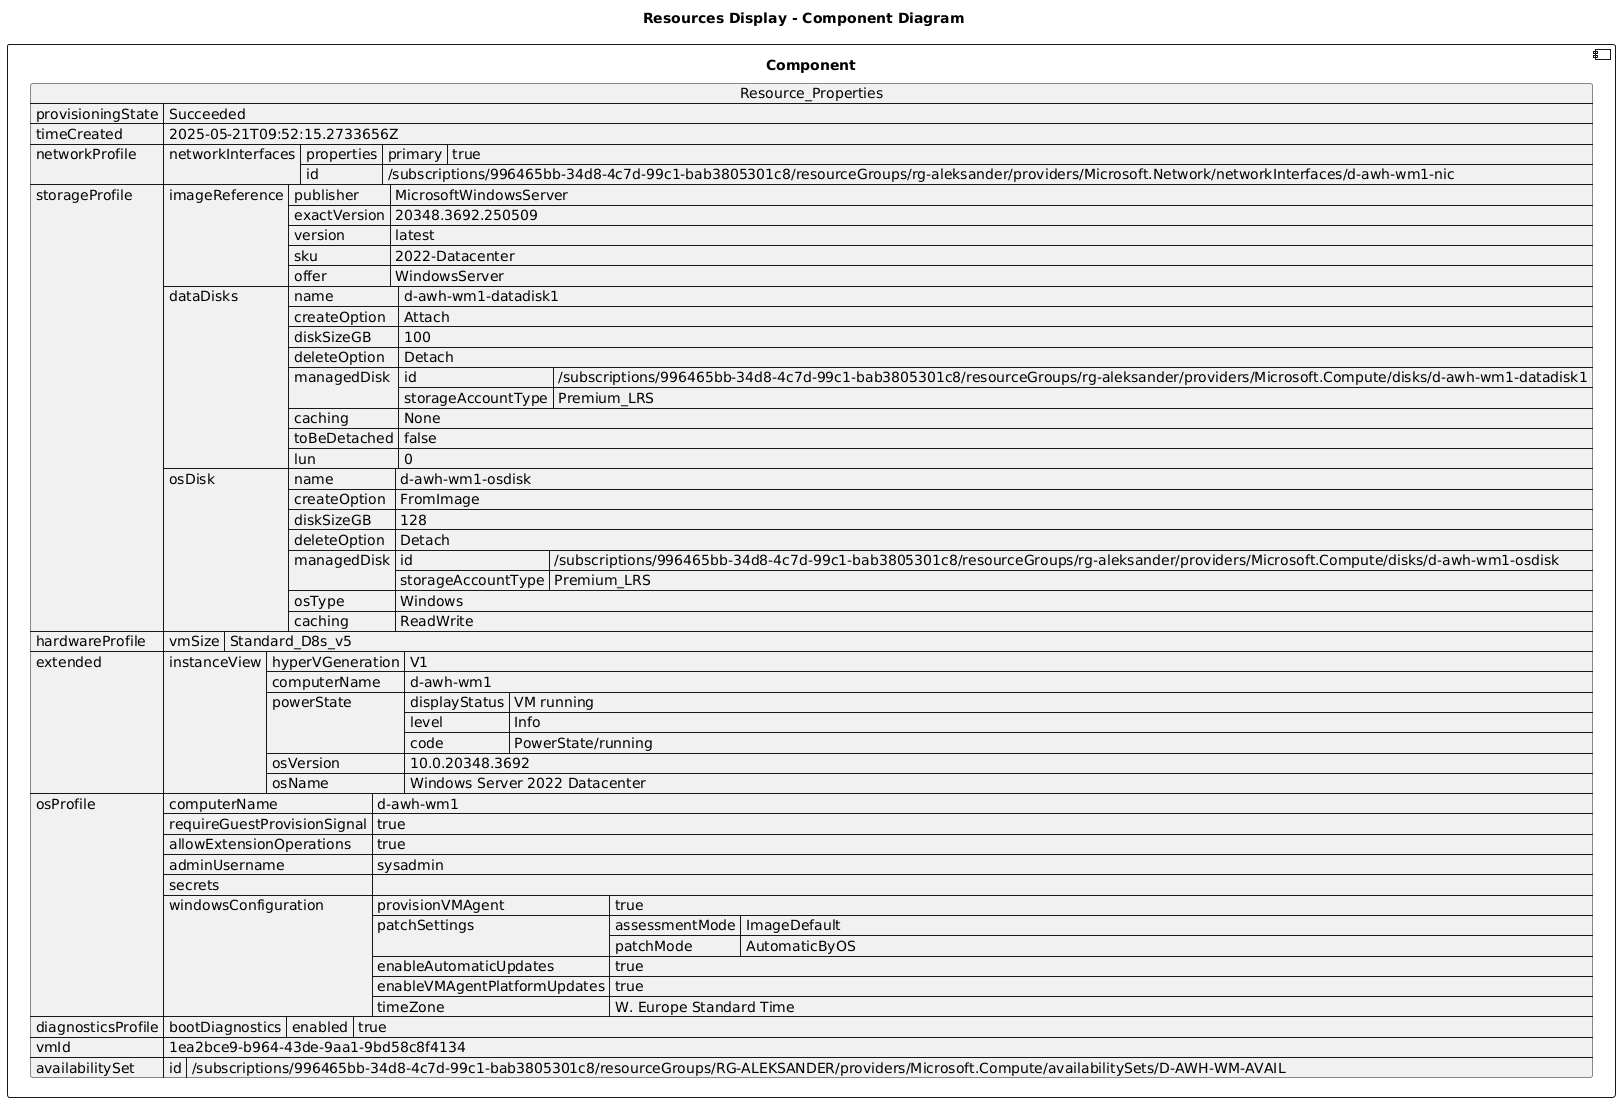 Resources Display - Component Diagram
Component
Resource_Properties
provisioningState Succeeded
timeCreated 2025-05-21T09:52:15.2733656Z
networkProfile networkInterfaces properties primary true
id /subscriptions/996465bb-34d8-4c7d-99c1-bab3805301c8/resourceGroups/rg-aleksander/providers/Microsoft.Network/networkInterfaces/d-awh-wm1-nic
storageProfile imageReference publisher MicrosoftWindowsServer
exactVersion 20348.3692.250509
version latest
sku 2022-Datacenter
offer WindowsServer
dataDisks name d-awh-wm1-datadisk1
createOption Attach
diskSizeGB 100
deleteOption Detach
managedDisk id /subscriptions/996465bb-34d8-4c7d-99c1-bab3805301c8/resourceGroups/rg-aleksander/providers/Microsoft.Compute/disks/d-awh-wm1-datadisk1
storageAccountType Premium_LRS
caching None
toBeDetached false
lun 0
osDisk name d-awh-wm1-osdisk
createOption FromImage
diskSizeGB 128
deleteOption Detach
managedDisk id /subscriptions/996465bb-34d8-4c7d-99c1-bab3805301c8/resourceGroups/rg-aleksander/providers/Microsoft.Compute/disks/d-awh-wm1-osdisk
storageAccountType Premium_LRS
osType Windows
caching ReadWrite
hardwareProfile vmSize Standard_D8s_v5
extended instanceView hyperVGeneration V1
computerName d-awh-wm1
powerState displayStatus VM running
level Info
code PowerState/running
osVersion 10.0.20348.3692
osName Windows Server 2022 Datacenter
osProfile computerName d-awh-wm1
requireGuestProvisionSignal true
allowExtensionOperations true
adminUsername sysadmin
secrets
windowsConfiguration provisionVMAgent true
patchSettings assessmentMode ImageDefault
patchMode AutomaticByOS
enableAutomaticUpdates true
enableVMAgentPlatformUpdates true
timeZone W. Europe Standard Time
diagnosticsProfile bootDiagnostics enabled true
vmId 1ea2bce9-b964-43de-9aa1-9bd58c8f4134
availabilitySet id /subscriptions/996465bb-34d8-4c7d-99c1-bab3805301c8/resourceGroups/RG-ALEKSANDER/providers/Microsoft.Compute/availabilitySets/D-AWH-WM-AVAIL